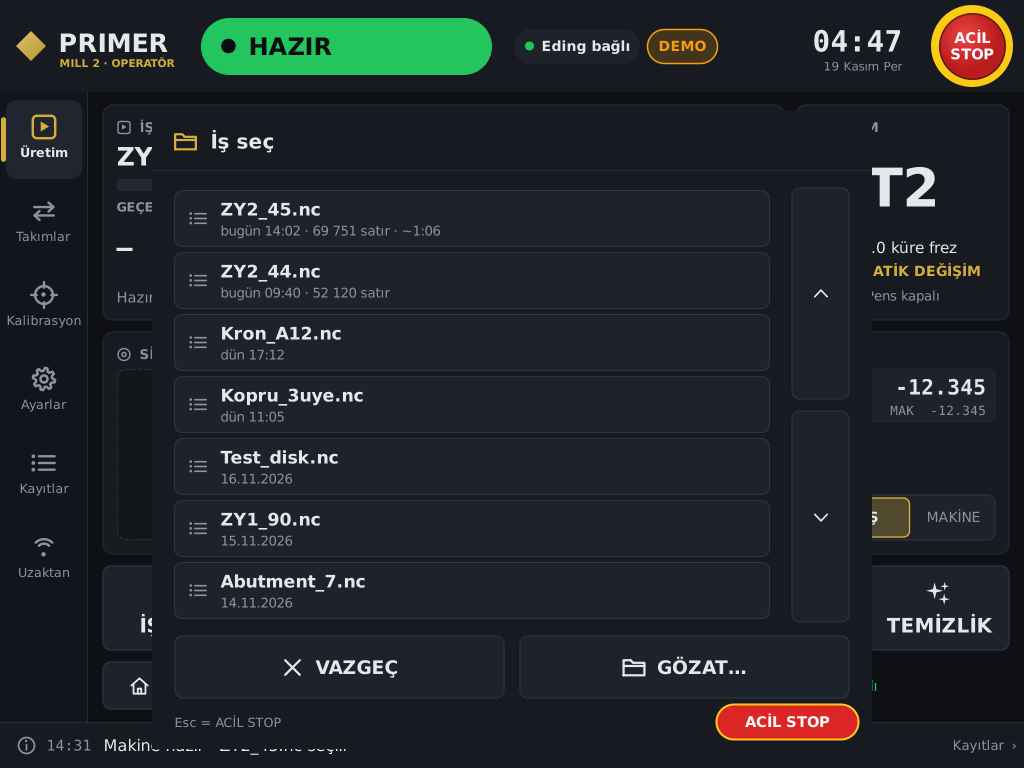 PRIMER
MILL 2 · OPERATÖR
HAZIR
Eding bağlı
DEMO
04:47
19 Kasım Per
ACİL
STOP
Üretim
Takımlar
Kalibrasyon
Ayarlar
Kayıtlar
Uzaktan
İş seç
ZY2_45.nc
bugün 14:02 · 69 751 satır · ~1:06
ZY2_44.nc
bugün 09:40 · 52 120 satır
Kron_A12.nc
dün 17:12
Kopru_3uye.nc
dün 11:05
Test_disk.nc
16.11.2026
ZY1_90.nc
15.11.2026
Abutment_7.nc
14.11.2026
VAZGEÇ
GÖZAT...
Esc = ACİL STOP
ACİL STOP
T2
.0 küre frez
ATİK DEĞİŞİM
Pens kapalı
-12.345
MAK -12.345
MAKİNE
TEMİZLİK
14:31
Kayıtlar ›